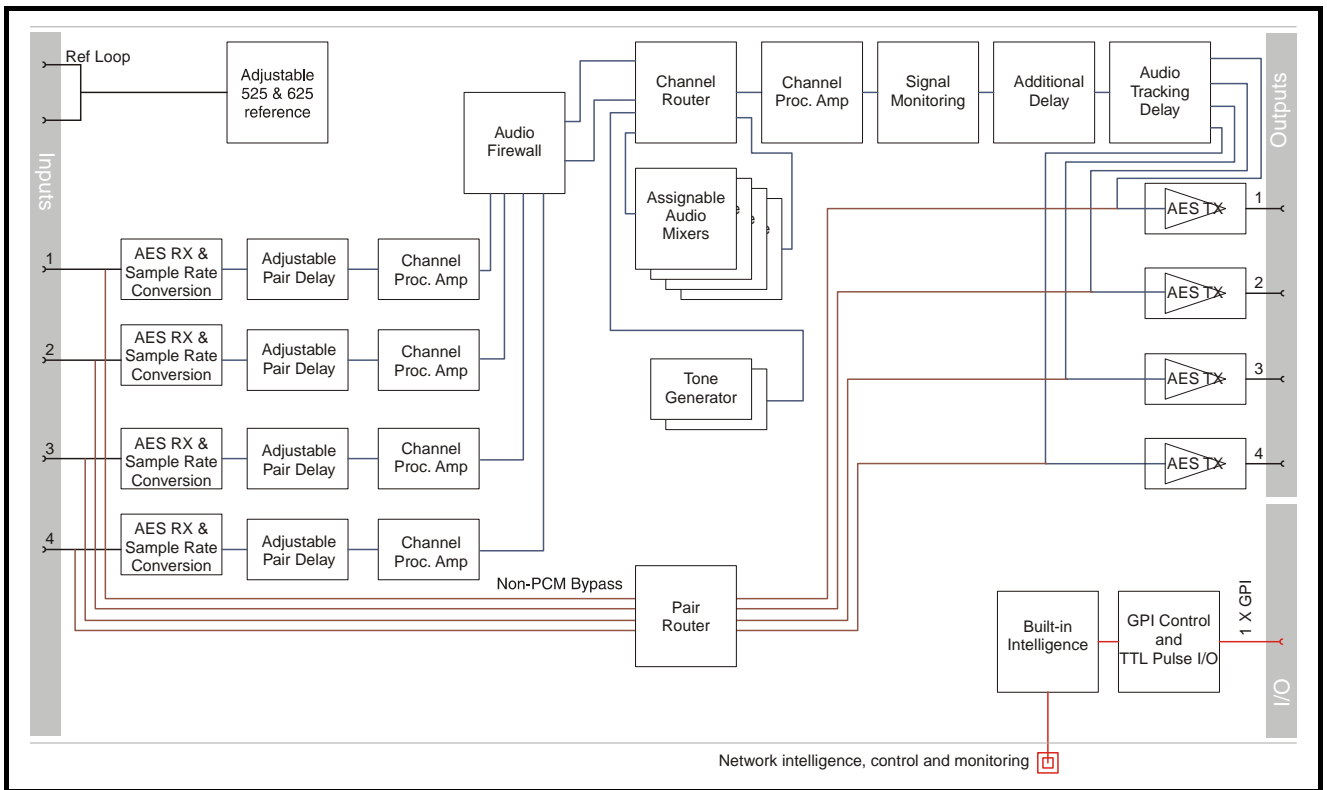 Ref Loop
Adjustable
525 & 625
reference
Inputs
Audio
Firewall
Channel
Router
Channel
Proc. Amp
Signal
Monitoring
Additional
Delay
Audio
Tracking
Delay
Outputs
Assignable
Audio
Mixers
e
e
e
1
AES RX &
Sample Rate
Conversion
Adjustable
Pair Delay
Channel
Proc. Amp
2
AES RX &
Sample Rate
Conversion
Adjustable
Pair Delay
Channel
Proc. Amp
3
AES RX &
Sample Rate
Conversion
Adjustable
Pair Delay
Channel
Proc. Amp
4
AES RX &
Sample Rate
Conversion
Adjustable
Pair Delay
Channel
Proc. Amp
Tone
Generator
AES TX
1
AES TX
2
AES TX
3
AES TX
4
Non-PCM Bypass
Pair
Router
Built-in
Intelligence
GPI Control
and
TTL Pulse I/O
1 X GPI
I/O
Network intelligence, control and monitoring